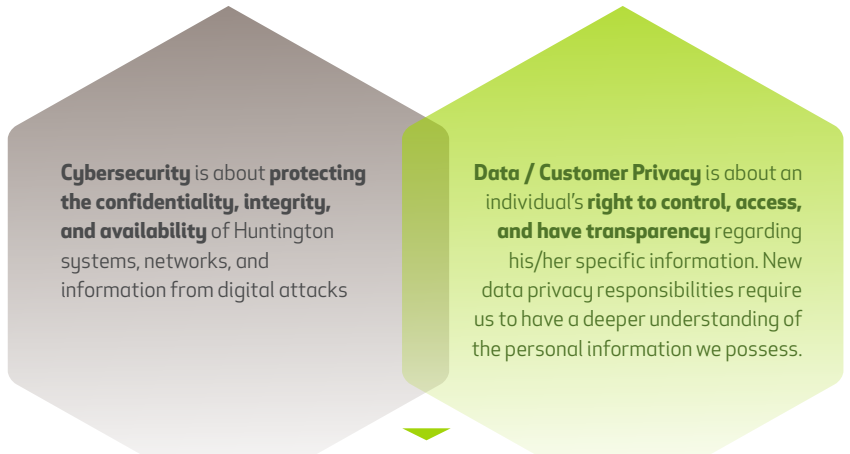 Cybersecurity is about protecting
the confidentiality, integrity,
and availability of Huntington
systems, networks, and
information from digital attacks
Data / Customer Privacy is about an
individual’s right to control, access,
and have transparency regarding
his/her specific information. New
data privacy responsibilities require
us to have a deeper understanding of
the personal information we possess.